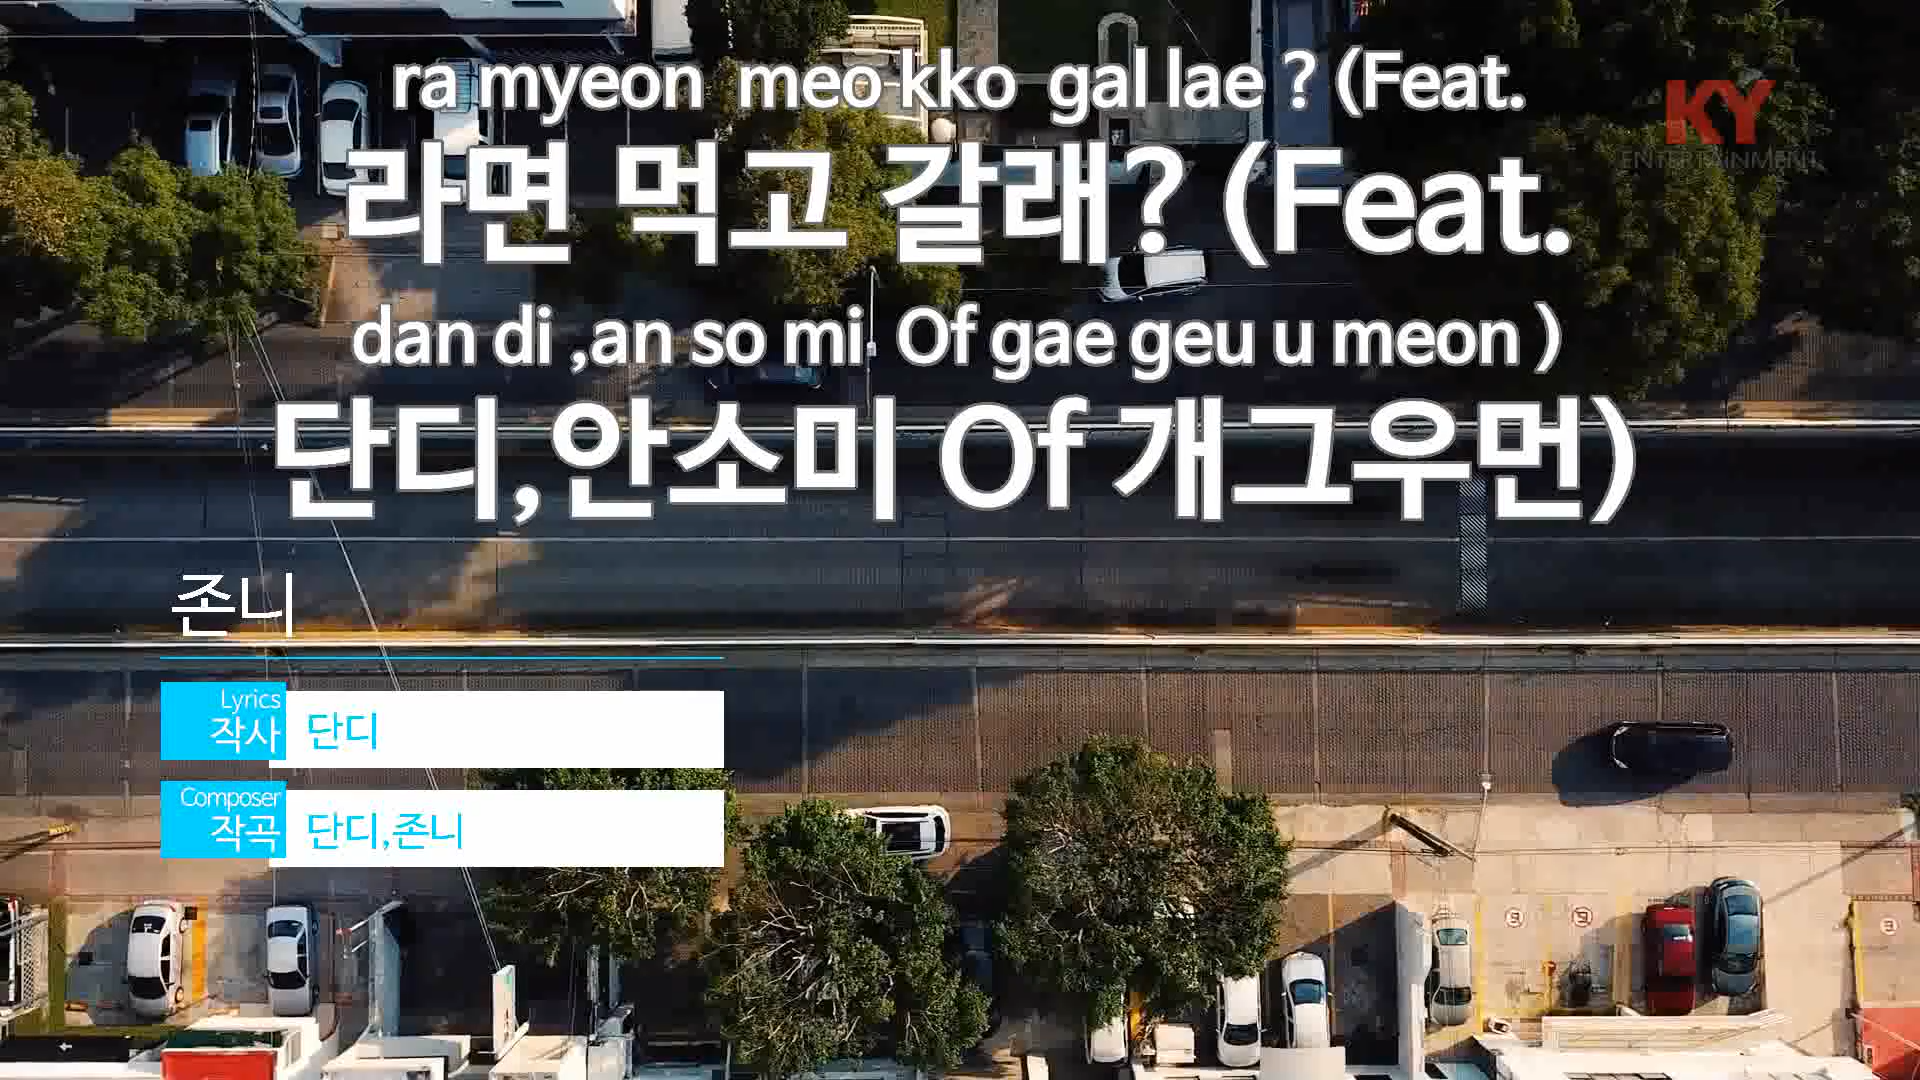 ra myeon meo kko gal lae ? (Feat.
KY
ENTERTAINMENT
라면 먹고 갈래? (Feat.
dan di ,an so mi Of gae geu u meon )
단디,안소미 Of 개그우먼)
존니
Lyrics
작사 단디
Composer
작곡 단디,존니